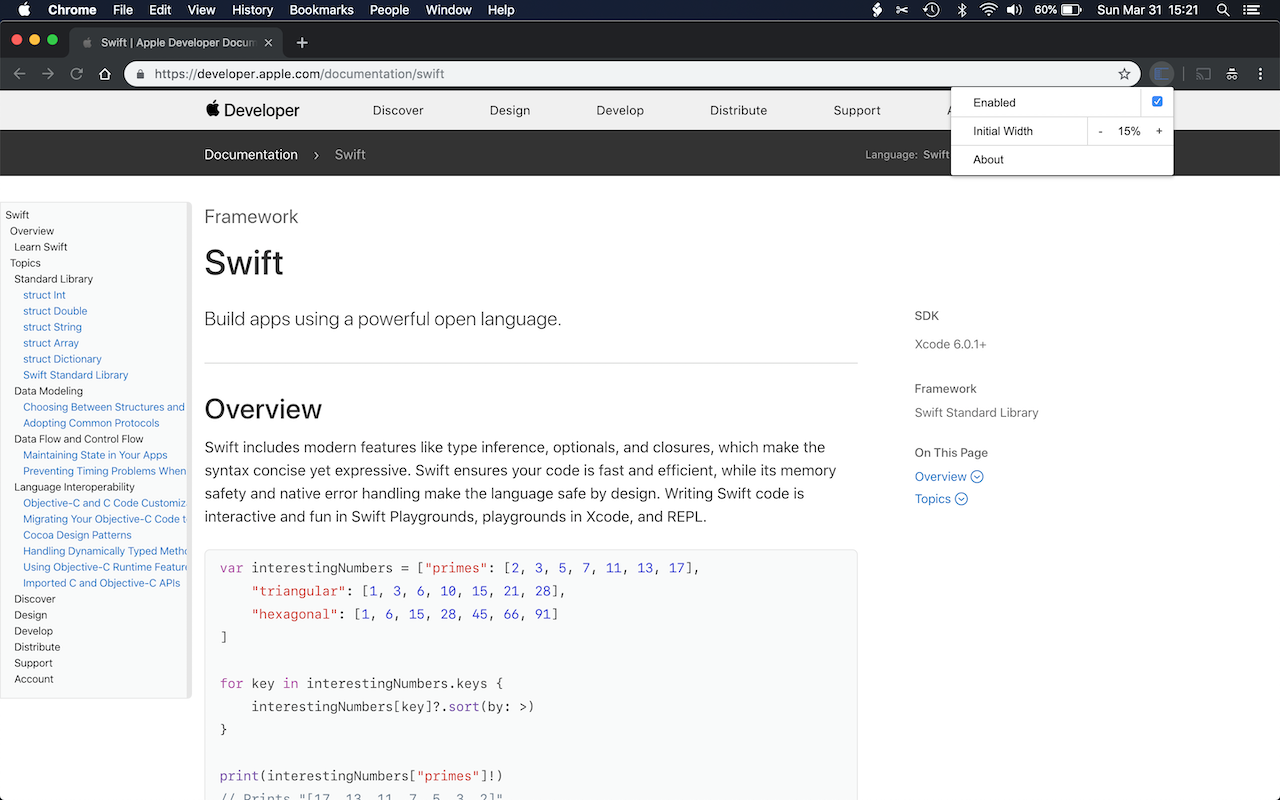 Chrome File Edit View History Bookmarks People Window Help 60% Sun Mar 31 15:21
Swift | Apple Developer Docum
https://developer.apple.com/documentation/swift
Developer Discover Design Develop Distribute Support
Enabled
Initial Width - 15% +
About
Documentation › Swift
Language: Swift
Swift
Overview
Learn Swift
Topics
Standard Library
struct Int
struct Double
struct String
struct Array
struct Dictionary
Swift Standard Library
Data Modeling
Choosing Between Structures and
Adopting Common Protocols
Data Flow and Control Flow
Maintaining State in Your Apps
Preventing Timing Problems When
Language Interoperability
Objective-C and C Code Customiz
Migrating Your Objective-C Code t
Cocoa Design Patterns
Handling Dynamically Typed Metho
Using Objective-C Runtime Feature
Imported C and Objective-C APIs
Discover
Design
Develop
Distribute
Support
Account
Framework
Swift
Build apps using a powerful open language.
Overview
Swift includes modern features like type inference, optionals, and closures, which make the
syntax concise yet expressive. Swift ensures your code is fast and efficient, while its memory
safety and native error handling make the language safe by design. Writing Swift code is
interactive and fun in Swift Playgrounds, playgrounds in Xcode, and REPL.
var interestingNumbers = ["primes": [2, 3, 5, 7, 11, 13, 17],
"triangular": [1, 3, 6, 10, 15, 21, 28],
"hexagonal": [1, 6, 15, 28, 45, 66, 91]
]
for key in interestingNumbers.keys {
interestingNumbers[key]?.sort(by: >)
}
print(interestingNumbers["primes"]!)
// Prints "[17, 13, 11, 7, 5, 3, 2]"
SDK
Xcode 6.0.1+
Framework
Swift Standard Library
On This Page
Overview
Topics